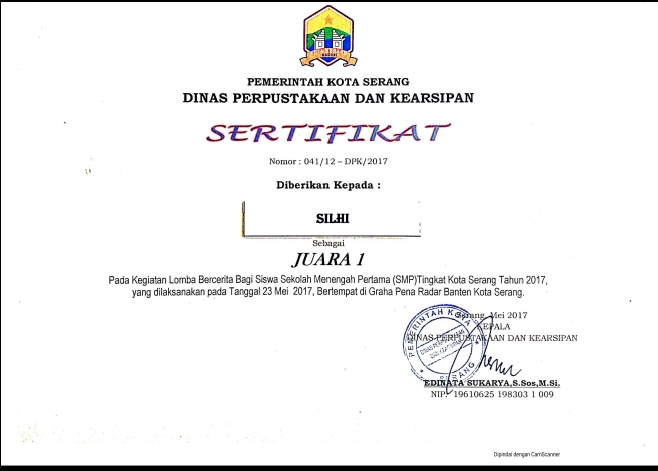 PEMERINTAH KOTA SERANG
DINAS PERPUSTAKAAN DAN KEARSIPAN
SERTIFIKAT
Nomor : 041/12 – DPK/2017
Diberikan Kepada :
SILHI
Sebagai
JUARA 1
Pada Kegiatan Lomba Bercerita Bagi Siswa Sekolah Menengah Pertama (SMP)Tingkat Kota Serang Tahun 2017,
yang dilaksanakan pada Tanggal 23 Mei 2017, Bertempat di Graha Pena Radar Banten Kota Serang.
Serang, Mei 2017
KEPALA
DINAS PERPUSTAKAAN DAN KEARSIPAN
PEMERINTAH KOTA
SERANG
EDINATA SUKARYA,S.Sos,M.Si.
NIP. 19610625 198303 1 009
Dipindai dengan CamScanner